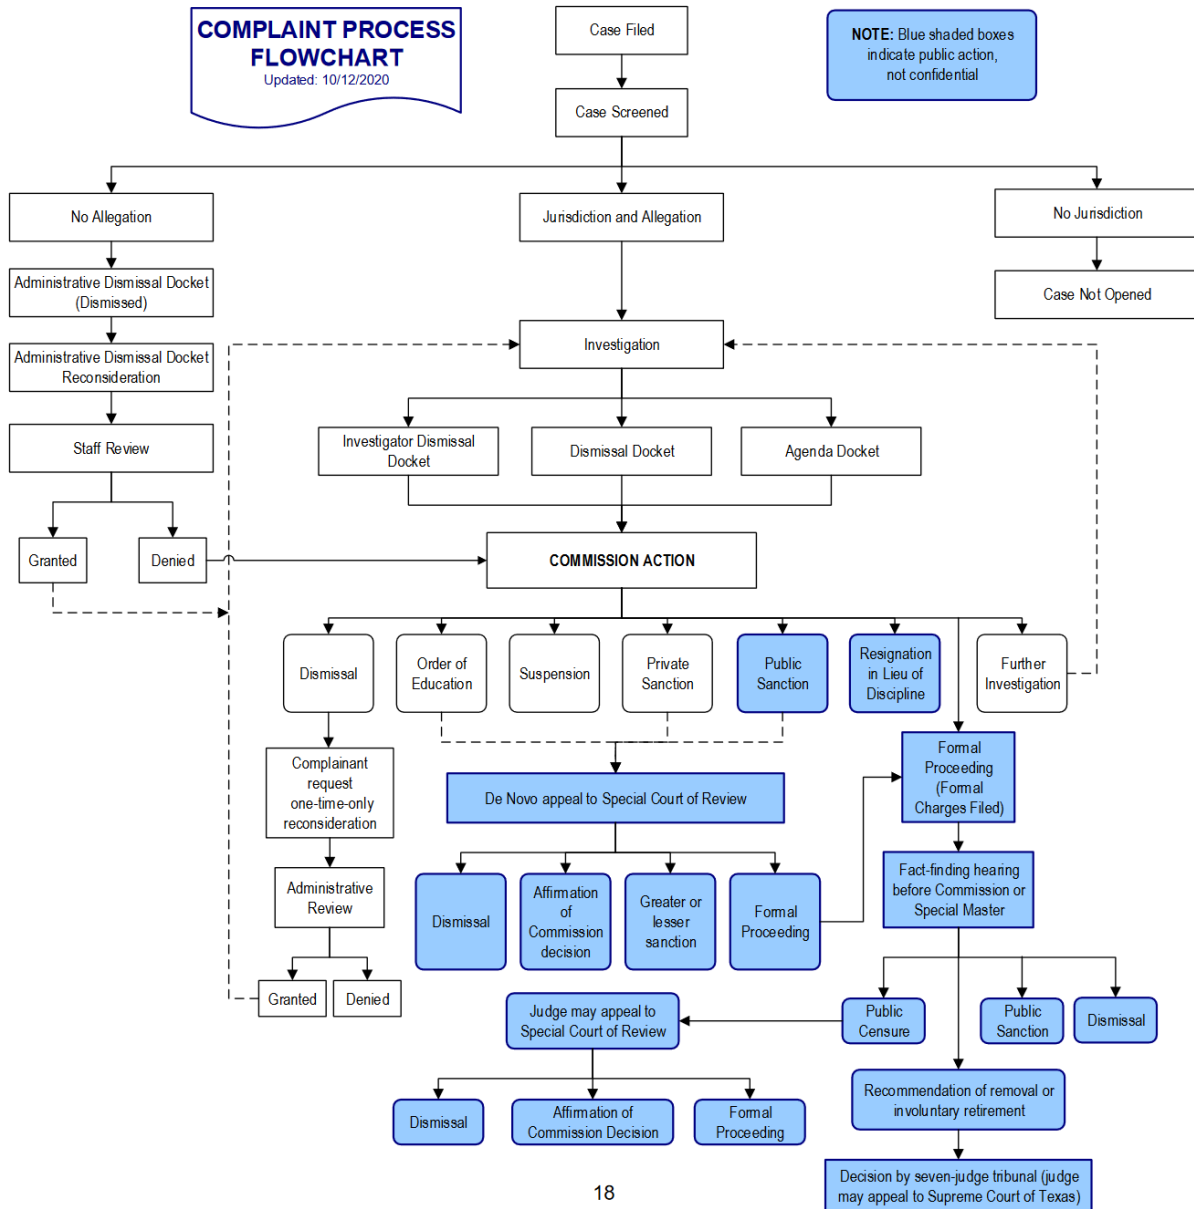 COMPLAINT PROCESS
FLOWCHART
Updated: 10/12/2020
Case Filed
NOTE: Blue shaded boxes
indicate public action,
not confidential
Case Screened
No Allegation
Jurisdiction and Allegation
No Jurisdiction
Administrative Dismissal Docket
(Dismissed)
Case Not Opened
Administrative Dismissal Docket
Reconsideration
Investigation
Staff Review
Investigator Dismissal
Docket
Dismissal Docket
Agenda Docket
Granted
Denied
COMMISSION ACTION
Dismissal
Order of
Education
Suspension
Private
Sanction
Public
Sanction
Resignation
in Lieu of
Discipline
Further
Investigation
Complainant
request
one-time-only
reconsideration
De Novo appeal to Special Court of Review
Formal
Proceeding
(Formal
Charges Filed)
Administrative
Review
Dismissal
Affirmation
of
Commission
decision
Greater or
lesser
sanction
Formal
Proceeding
Fact-finding hearing
before Commission or
Special Master
Granted
Denied
Judge may appeal to
Special Court of Review
Public
Censure
Public
Sanction
Dismissal
Dismissal
Affirmation of
Commission Decision
Formal
Proceeding
Recommendation of removal or
involuntary retirement
Decision by seven-judge tribunal (judge
may appeal to Supreme Court of Texas)
18